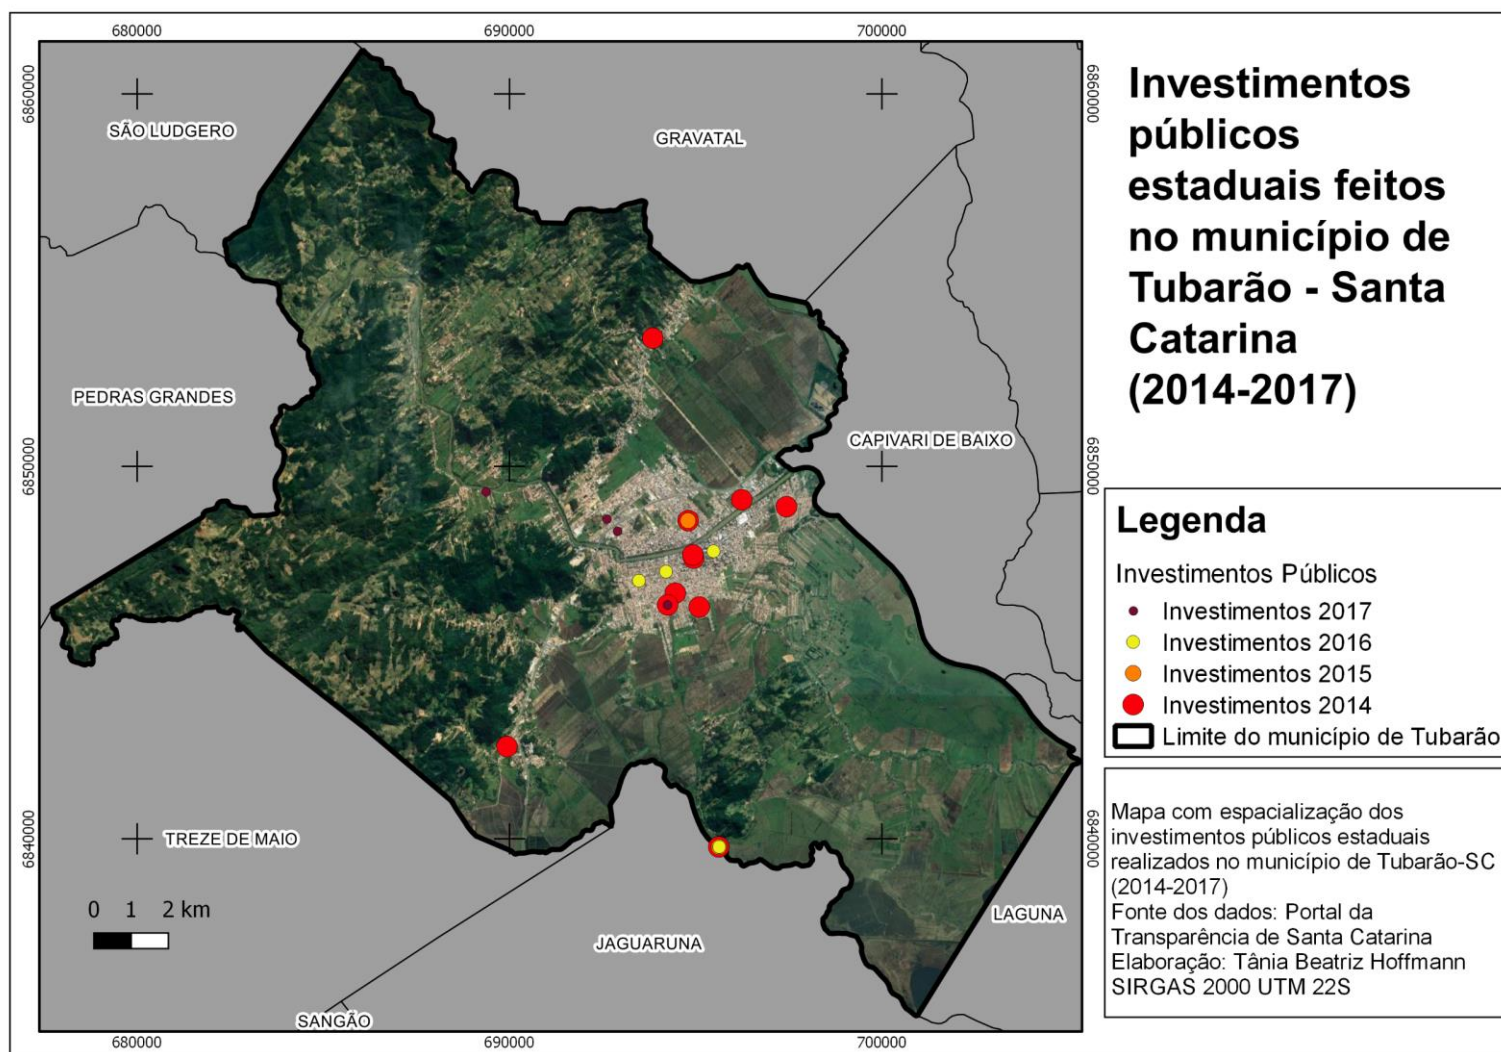 680000
690000
700000
6860000
6860000
SÃO LUDGERO
GRAVATAL
PEDRAS GRANDES
CAPIVARI DE BAIXO
6850000
6850000
TREZE DE MAIO
6840000
6840000
0 1 2 km
JAGUARUNA
LAGUNA
SANGÃO
680000
690000
700000
Investimentos
públicos
estaduais feitos
no município de
Tubarão - Santa
Catarina
(2014-2017)
Legenda
Investimentos Públicos
Investimentos 2017
Investimentos 2016
Investimentos 2015
Investimentos 2014
Limite do município de Tubarão
Mapa com espacialização dos
investimentos públicos estaduais
realizados no município de Tubarão-SC
(2014-2017)
Fonte dos dados: Portal da
Transparência de Santa Catarina
Elaboração: Tânia Beatriz Hoffmann
SIRGAS 2000 UTM 22S